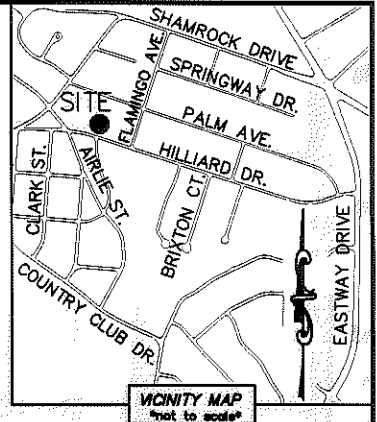 SHAMROCK DRIVE
SPRINGWAY DR.
FLAMINGO AVE.
SITE
PALM AVE.
HILLIARD DR.
CLARK ST.
AIRLIE ST.
BRIXTON CT.
COUNTRY CLUB DR.
EASTWAY DRIVE
VICINITY MAP
*not to scale*